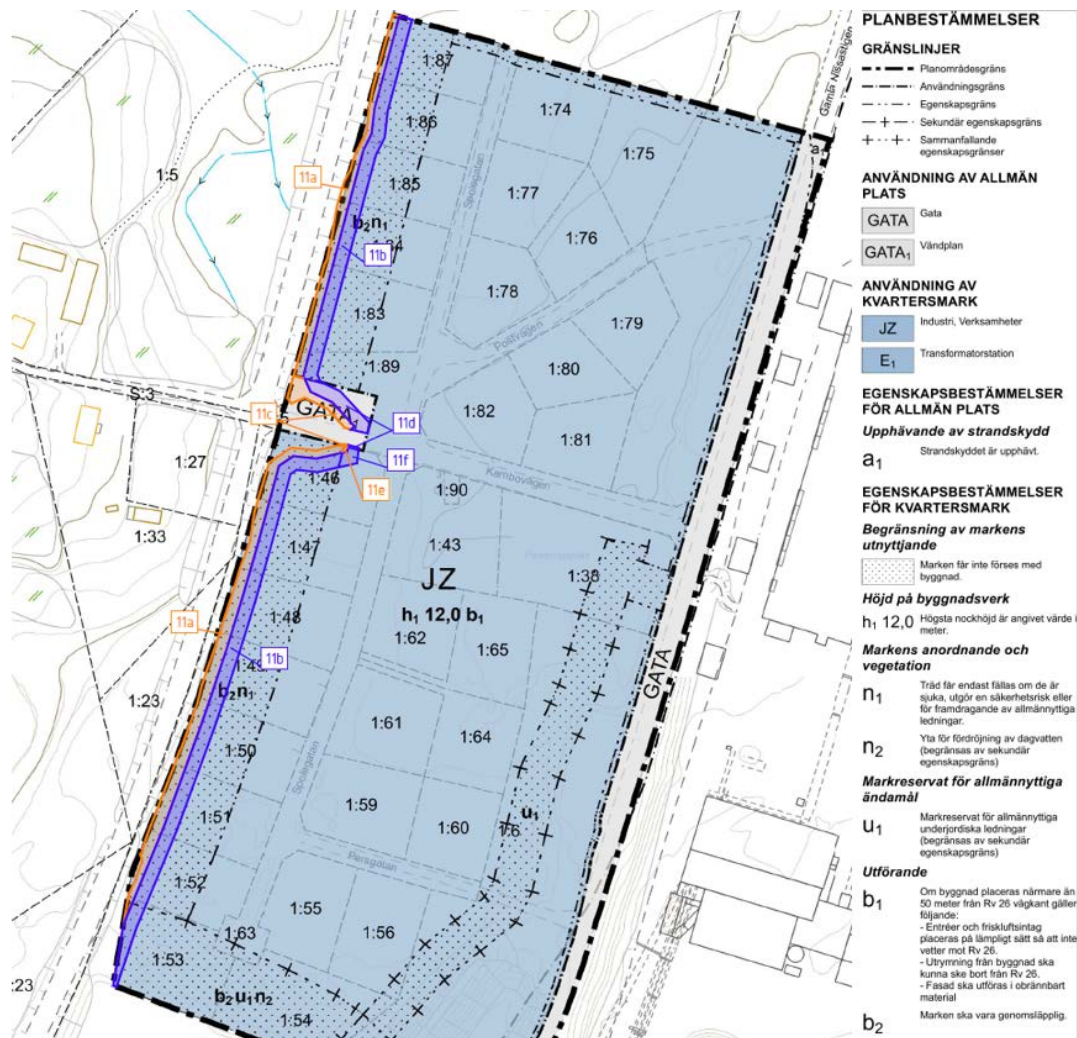 1:87
1:86
1:74
1:75
1:5
1:85
1:77
11a
b₂n₁
1:76
11b
1:78
1:83
1:79
Spolegatan
Postvägen
Gamla Nissastigen
a₁
1:89
1:80
S:3
GATA₁
11c
11d
1:82
1:81
1:27
11f
11e
1:46
Kambovägen
1:90
1:33
1:47
1:43
JZ
1:38
h₁ 12,0 b₁
1:48
1:62
1:65
11a
11b
1:49
b₂n₁
GATA
1:23
1:61
1:64
1:50
Spolegatan
1:59
1:51
1:60
u₁
1:6
Persgatan
1:52
1:55
1:63
1:56
1:53
:23
b₂u₁n₂
1:54
PLANBESTÄMMELSER
GRÄNSLINJER
Planområdesgräns
Användningsgräns
Egenskapsgräns
Sekundär egenskapsgräns
Sammanfallande
egenskapsgränser
ANVÄNDNING AV ALLMÄN
PLATS
GATA Gata
GATA₁ Vändplan
ANVÄNDNING AV
KVARTERSMARK
JZ Industri, Verksamheter
E₁ Transformatorstation
EGENSKAPSBESTÄMMELSER
FÖR ALLMÄN PLATS
Upphävande av strandskydd
a₁ Strandskyddet är upphävt.
EGENSKAPSBESTÄMMELSER
FÖR KVARTERSMARK
Begränsning av markens
utnyttjande
Marken får inte förses med
byggnad.
Höjd på byggnadsverk
h₁ 12,0 Högsta nockhöjd är angivet värde i
meter.
Markens anordnande och
vegetation
n₁ Träd får endast fällas om de är
sjuka, utgör en säkerhetsrisk eller
för framdragande av allmännyttiga
ledningar.
n₂ Yta för fördröjning av dagvatten
(begränsas av sekundär
egenskapsgräns)
Markreservat för allmännyttiga
ändamål
u₁ Markreservat för allmännyttiga
underjordiska ledningar
(begränsas av sekundär
egenskapsgräns)
Utförande
b₁ Om byggnad placeras närmare än
50 meter från Rv 26 vägkant gäller
följande:
- Entréer och friskluftsintag
placeras på lämpligt sätt så att inte
vetter mot Rv 26.
- Utrymning från byggnad ska
kunna ske bort från Rv 26.
- Fasad ska utföras i obrännbart
material
b₂ Marken ska vara genomsläpplig.